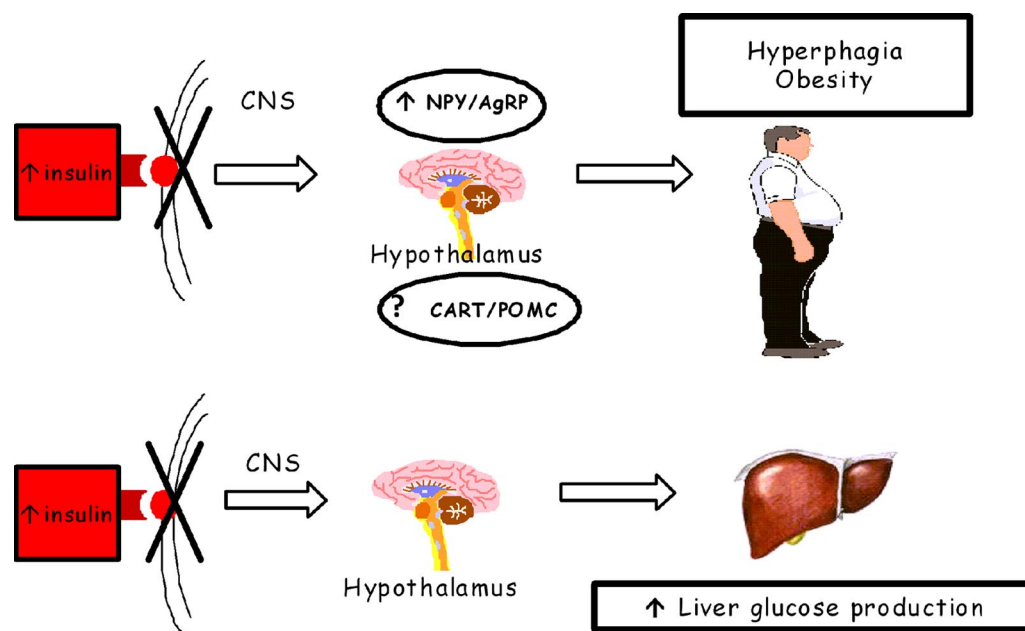 Hyperphagia
Obesity
CNS
↑ NPY/AgRP
↑ insulin
Hypothalamus
? CART/POMC
CNS
↑ insulin
Hypothalamus
↑ Liver glucose production